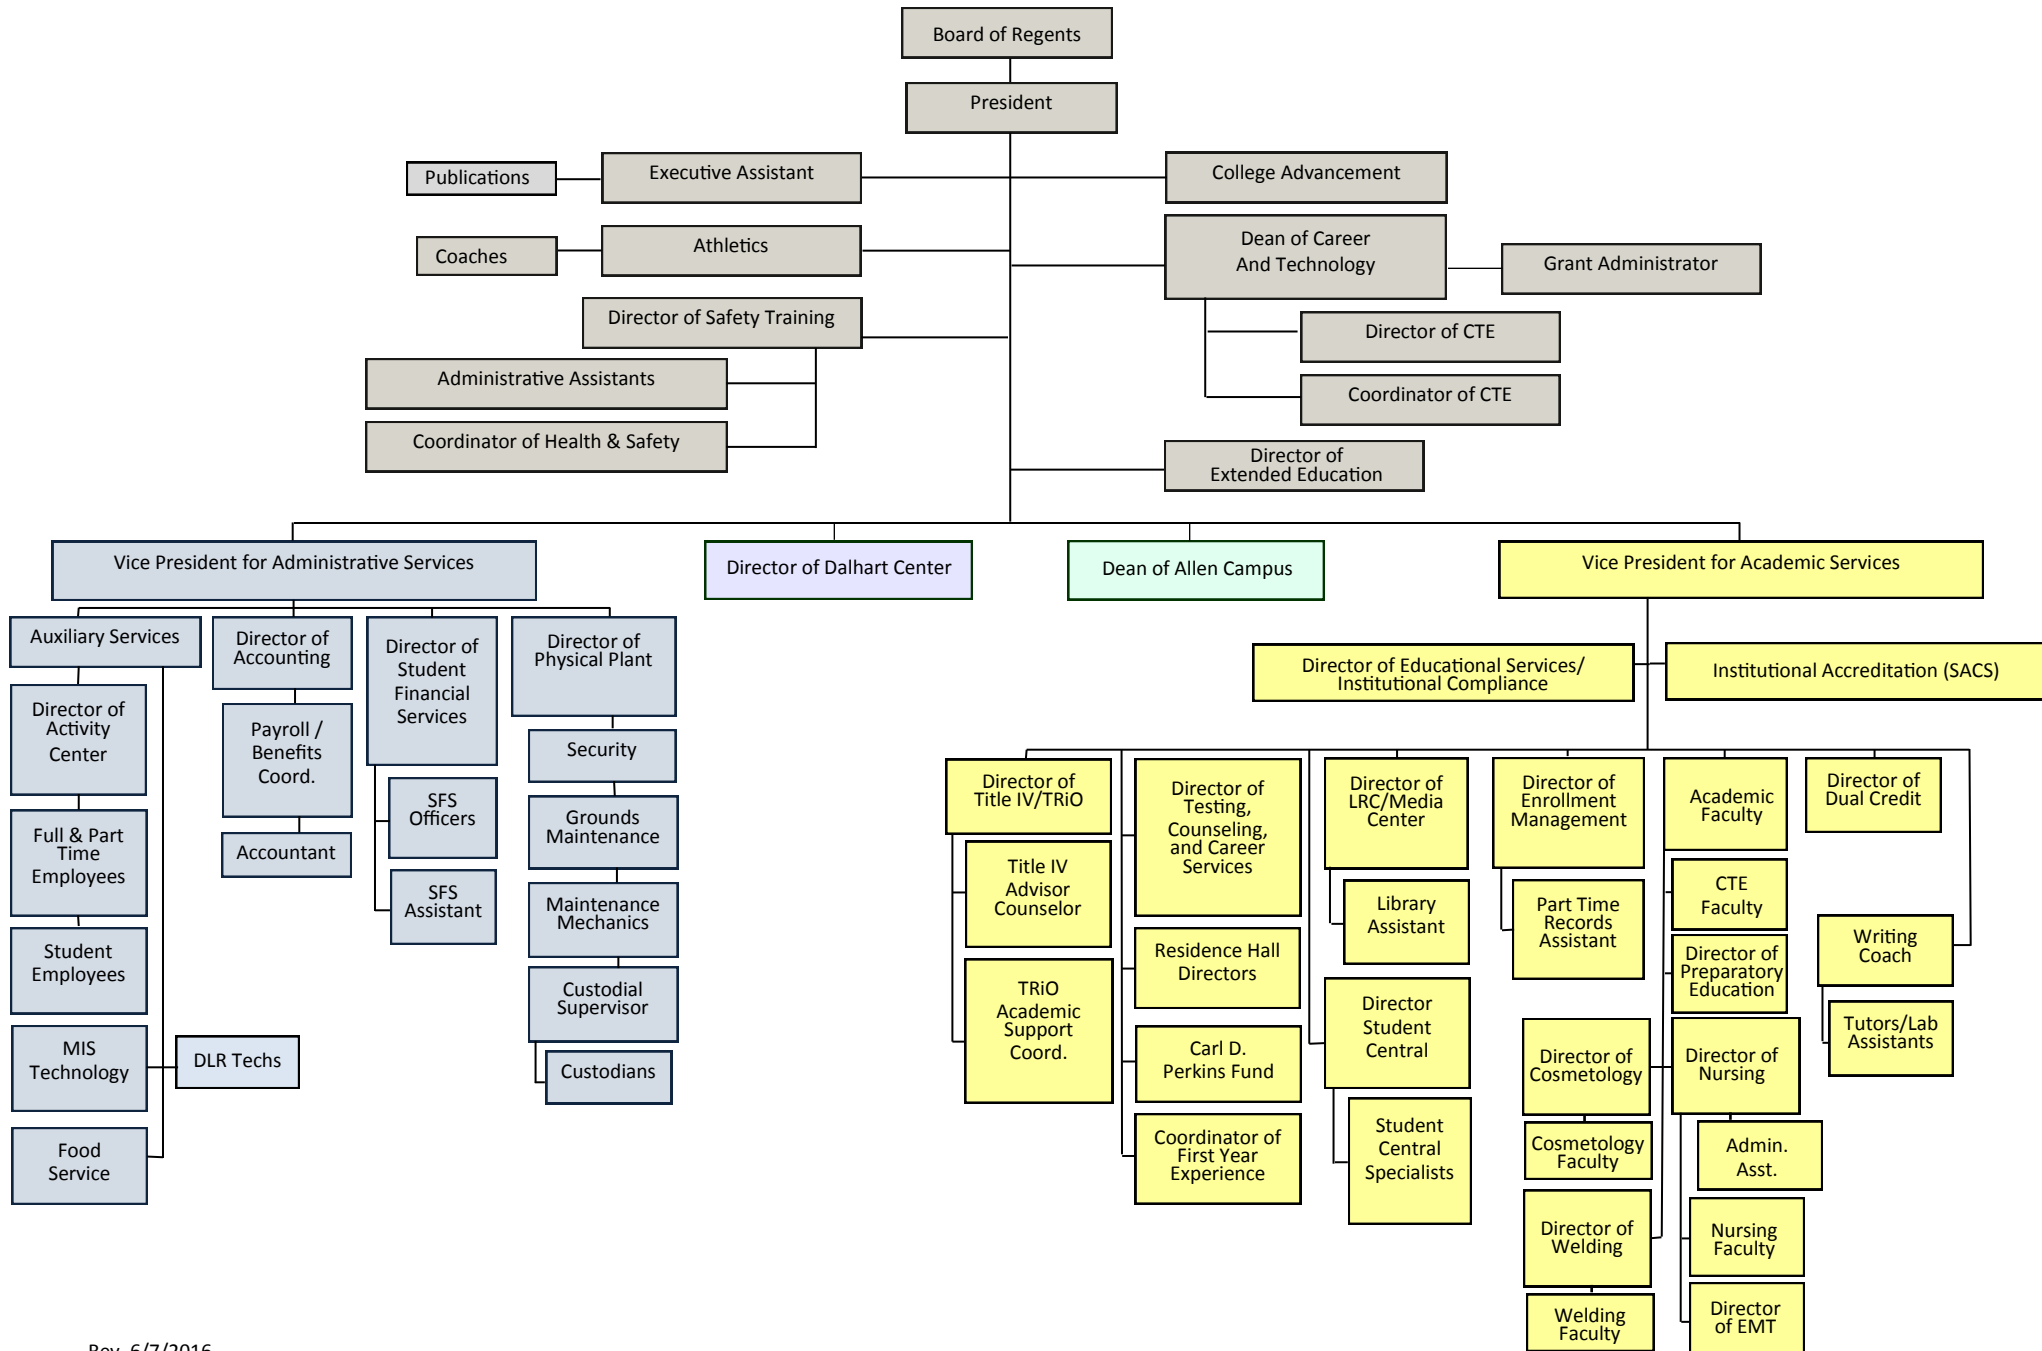 Board of Regents
President
Publications
Executive Assistant
College Advancement
Coaches
Athletics
Dean of Career
And Technology
Grant Administrator
Director of Safety Training
Director of CTE
Administrative Assistants
Coordinator of CTE
Coordinator of Health & Safety
Director of
Extended Education
Vice President for Administrative Services
Director of Dalhart Center
Dean of Allen Campus
Vice President for Academic Services
Auxiliary Services
Director of
Activity
Center
Full & Part
Time
Employees
Student
Employees
MIS
Technology
DLR Techs
Food
Service
Director of
Accounting
Payroll /
Benefits
Coord.
Accountant
Director of
Student
Financial
Services
SFS
Officers
SFS
Assistant
Director of
Physical Plant
Security
Grounds
Maintenance
Maintenance
Mechanics
Custodial
Supervisor
Custodians
Director of Educational Services/
Institutional Compliance
Institutional Accreditation (SACS)
Director of
Title IV/TRiO
Title IV
Advisor
Counselor
TRiO
Academic
Support
Coord.
Director of
Testing,
Counseling,
and Career
Services
Residence Hall
Directors
Carl D.
Perkins Fund
Coordinator of
First Year
Experience
Director of
LRC/Media
Center
Library
Assistant
Director
Student
Central
Student
Central
Specialists
Director of
Enrollment
Management
Part Time
Records
Assistant
Academic
Faculty
CTE
Faculty
Director of
Preparatory
Education
Director of
Cosmetology
Cosmetology
Faculty
Director of
Welding
Welding
Faculty
Director of
Nursing
Admin.
Asst.
Nursing
Faculty
Director
of EMT
Director of
Dual Credit
Writing
Coach
Tutors/Lab
Assistants
Rev. 6/7/2016